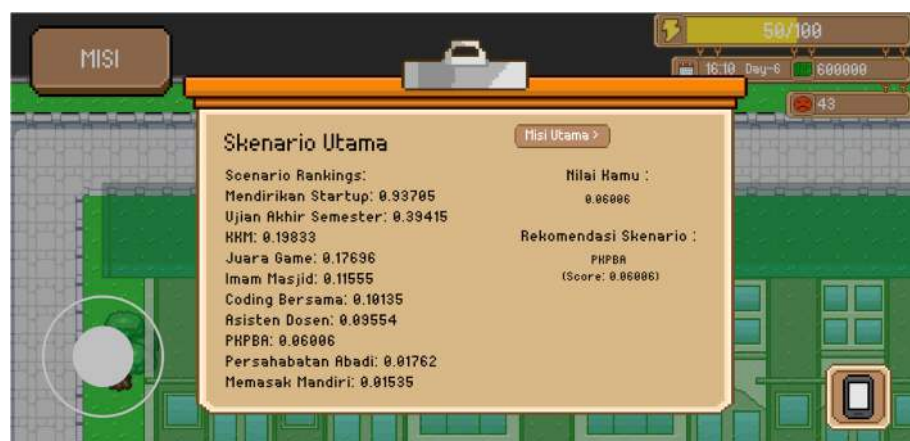 MISI
50/100
16:10 Day-6 600000
43
Skenario Utama
Misi Utama >
Scenario Rankings:
Mendirikan Startup: 0.93705
Ujian Akhir Semester: 0.39415
KKM: 0.19833
Juara Game: 0.17696
Imam Masjid: 0.11555
Coding Bersama: 0.10135
Asisten Dosen: 0.09554
PKPBA: 0.06006
Persahabatan Abadi: 0.01762
Memasak Mandiri: 0.01535
Nilai Kamu :
0.06006
Rekomendasi Skenario :
PKPBA
(Score: 0.06006)